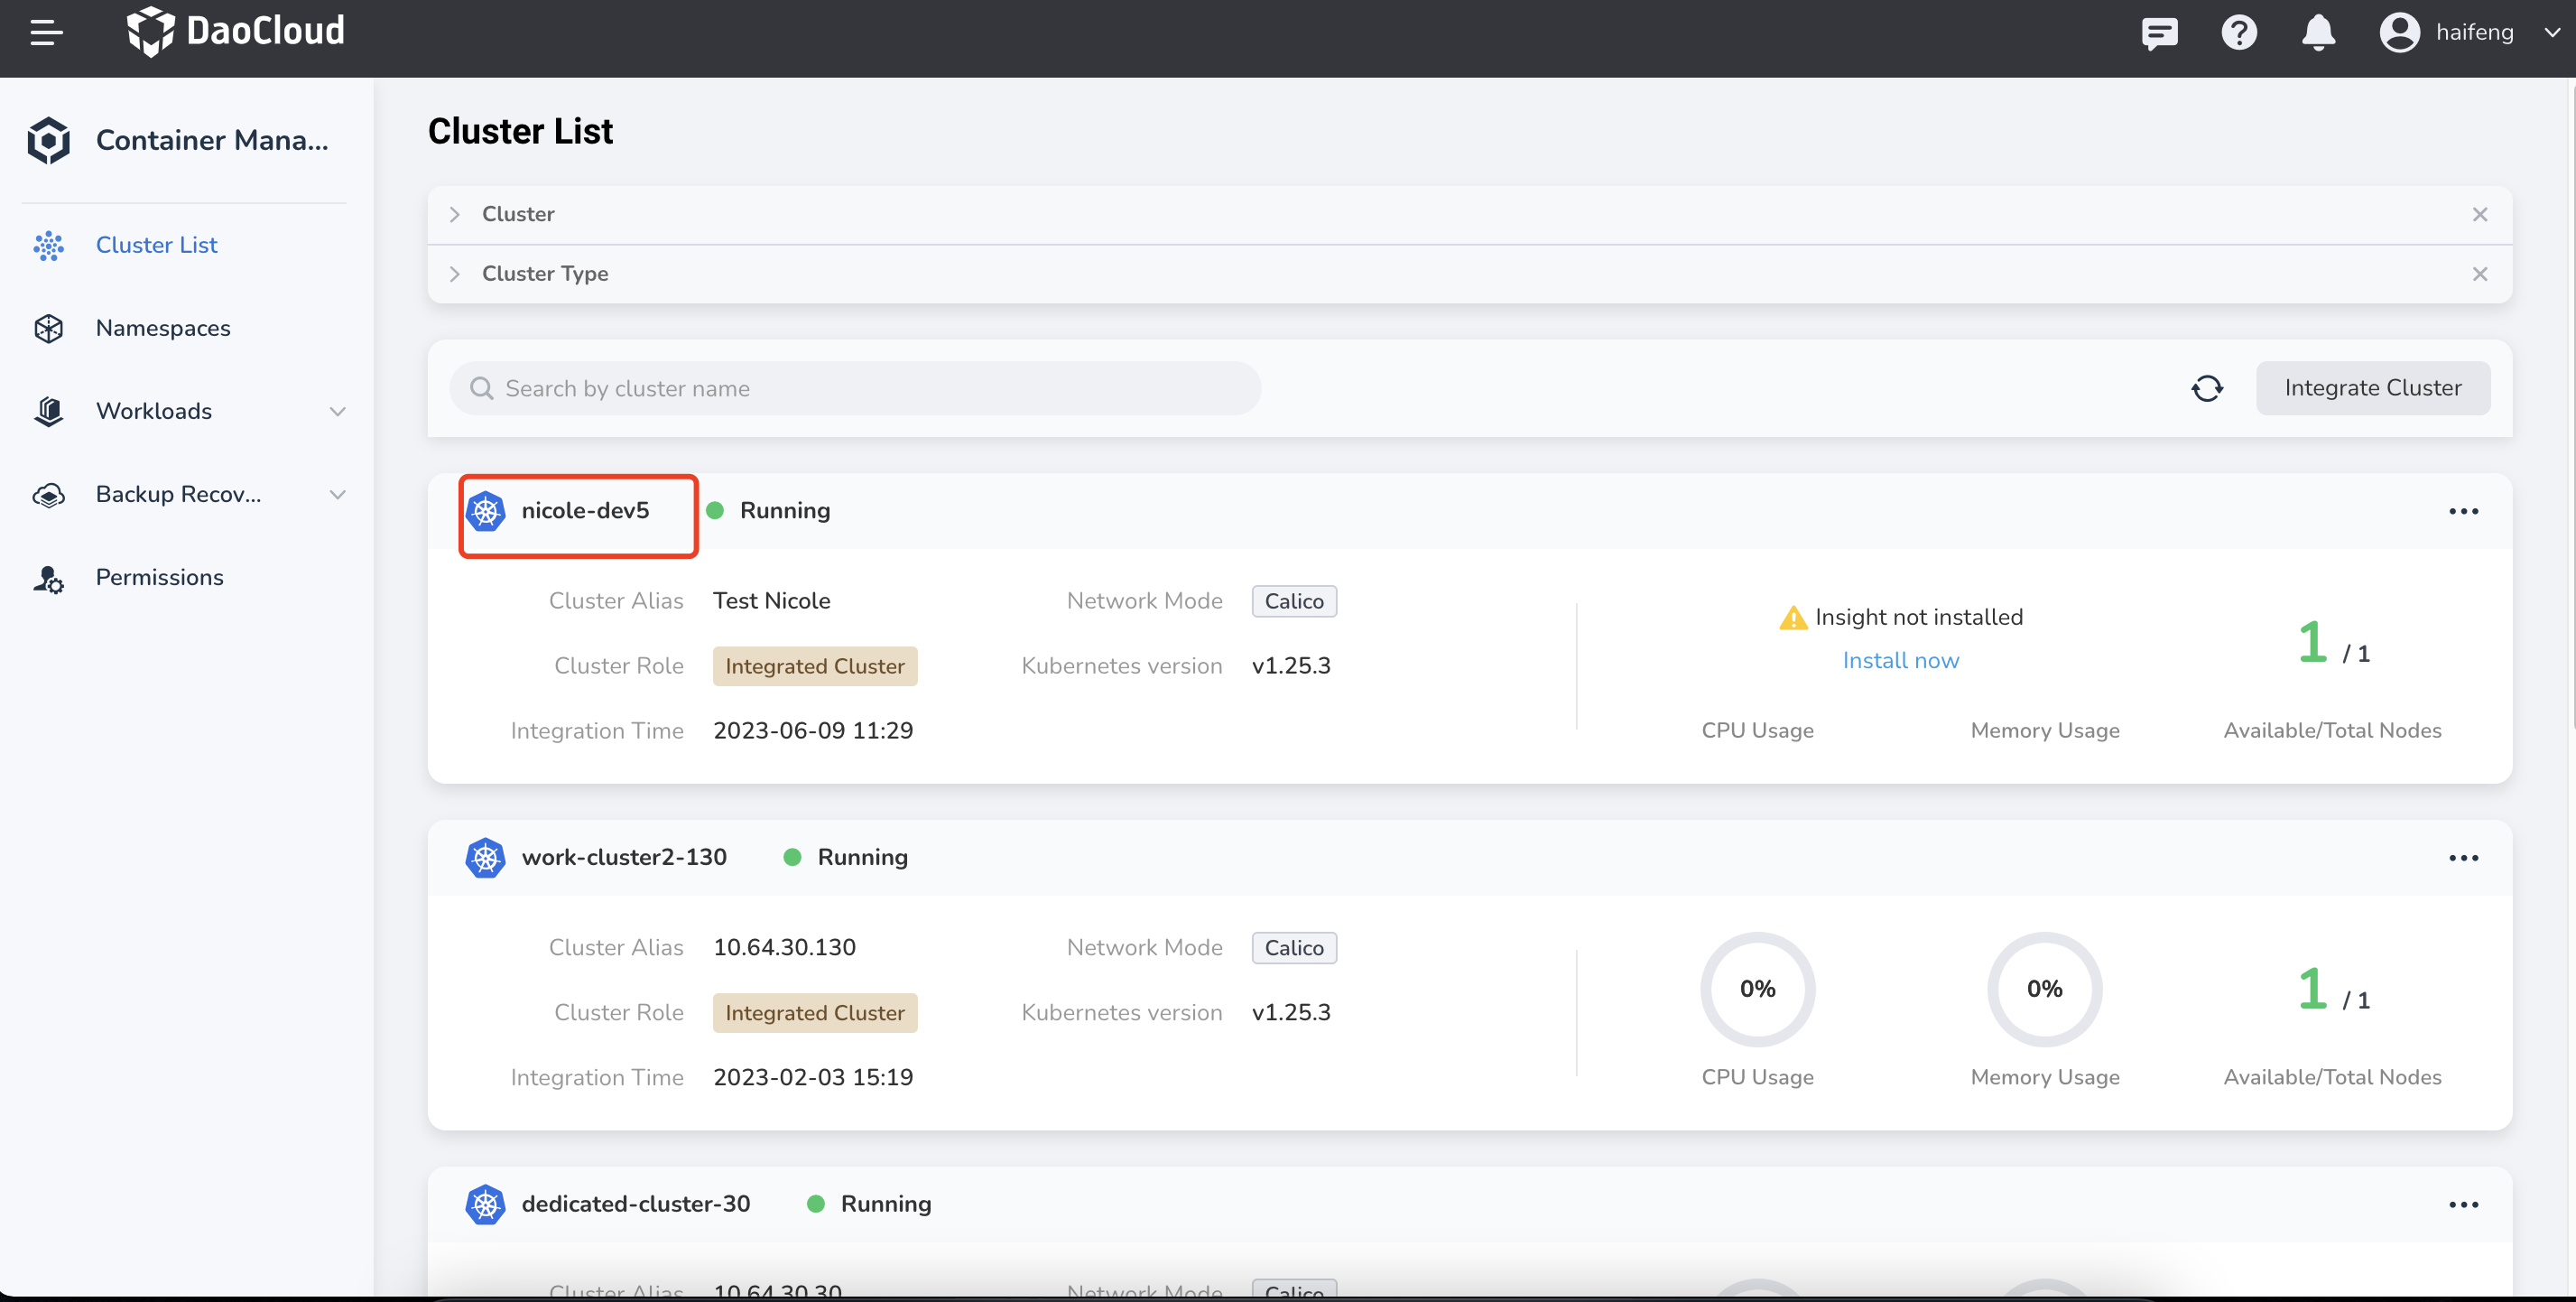 DaoCloud
haifeng
Container Mana...
Cluster List
Namespaces
Workloads
Backup Recov...
Permissions
Cluster List
Cluster
Cluster Type
Search by cluster name
Integrate Cluster
nicole-dev5 Running
Cluster Alias Test Nicole Network Mode Calico
Cluster Role Integrated Cluster Kubernetes version v1.25.3
Integration Time 2023-06-09 11:29
Insight not installed
Install now
1 / 1
CPU Usage Memory Usage Available/Total Nodes
work-cluster2-130 Running
Cluster Alias 10.64.30.130 Network Mode Calico
Cluster Role Integrated Cluster Kubernetes version v1.25.3
Integration Time 2023-02-03 15:19
0% 0% 1 / 1
CPU Usage Memory Usage Available/Total Nodes
dedicated-cluster-30 Running
Cluster Alias 10.64.30.30 Network Mode Calico